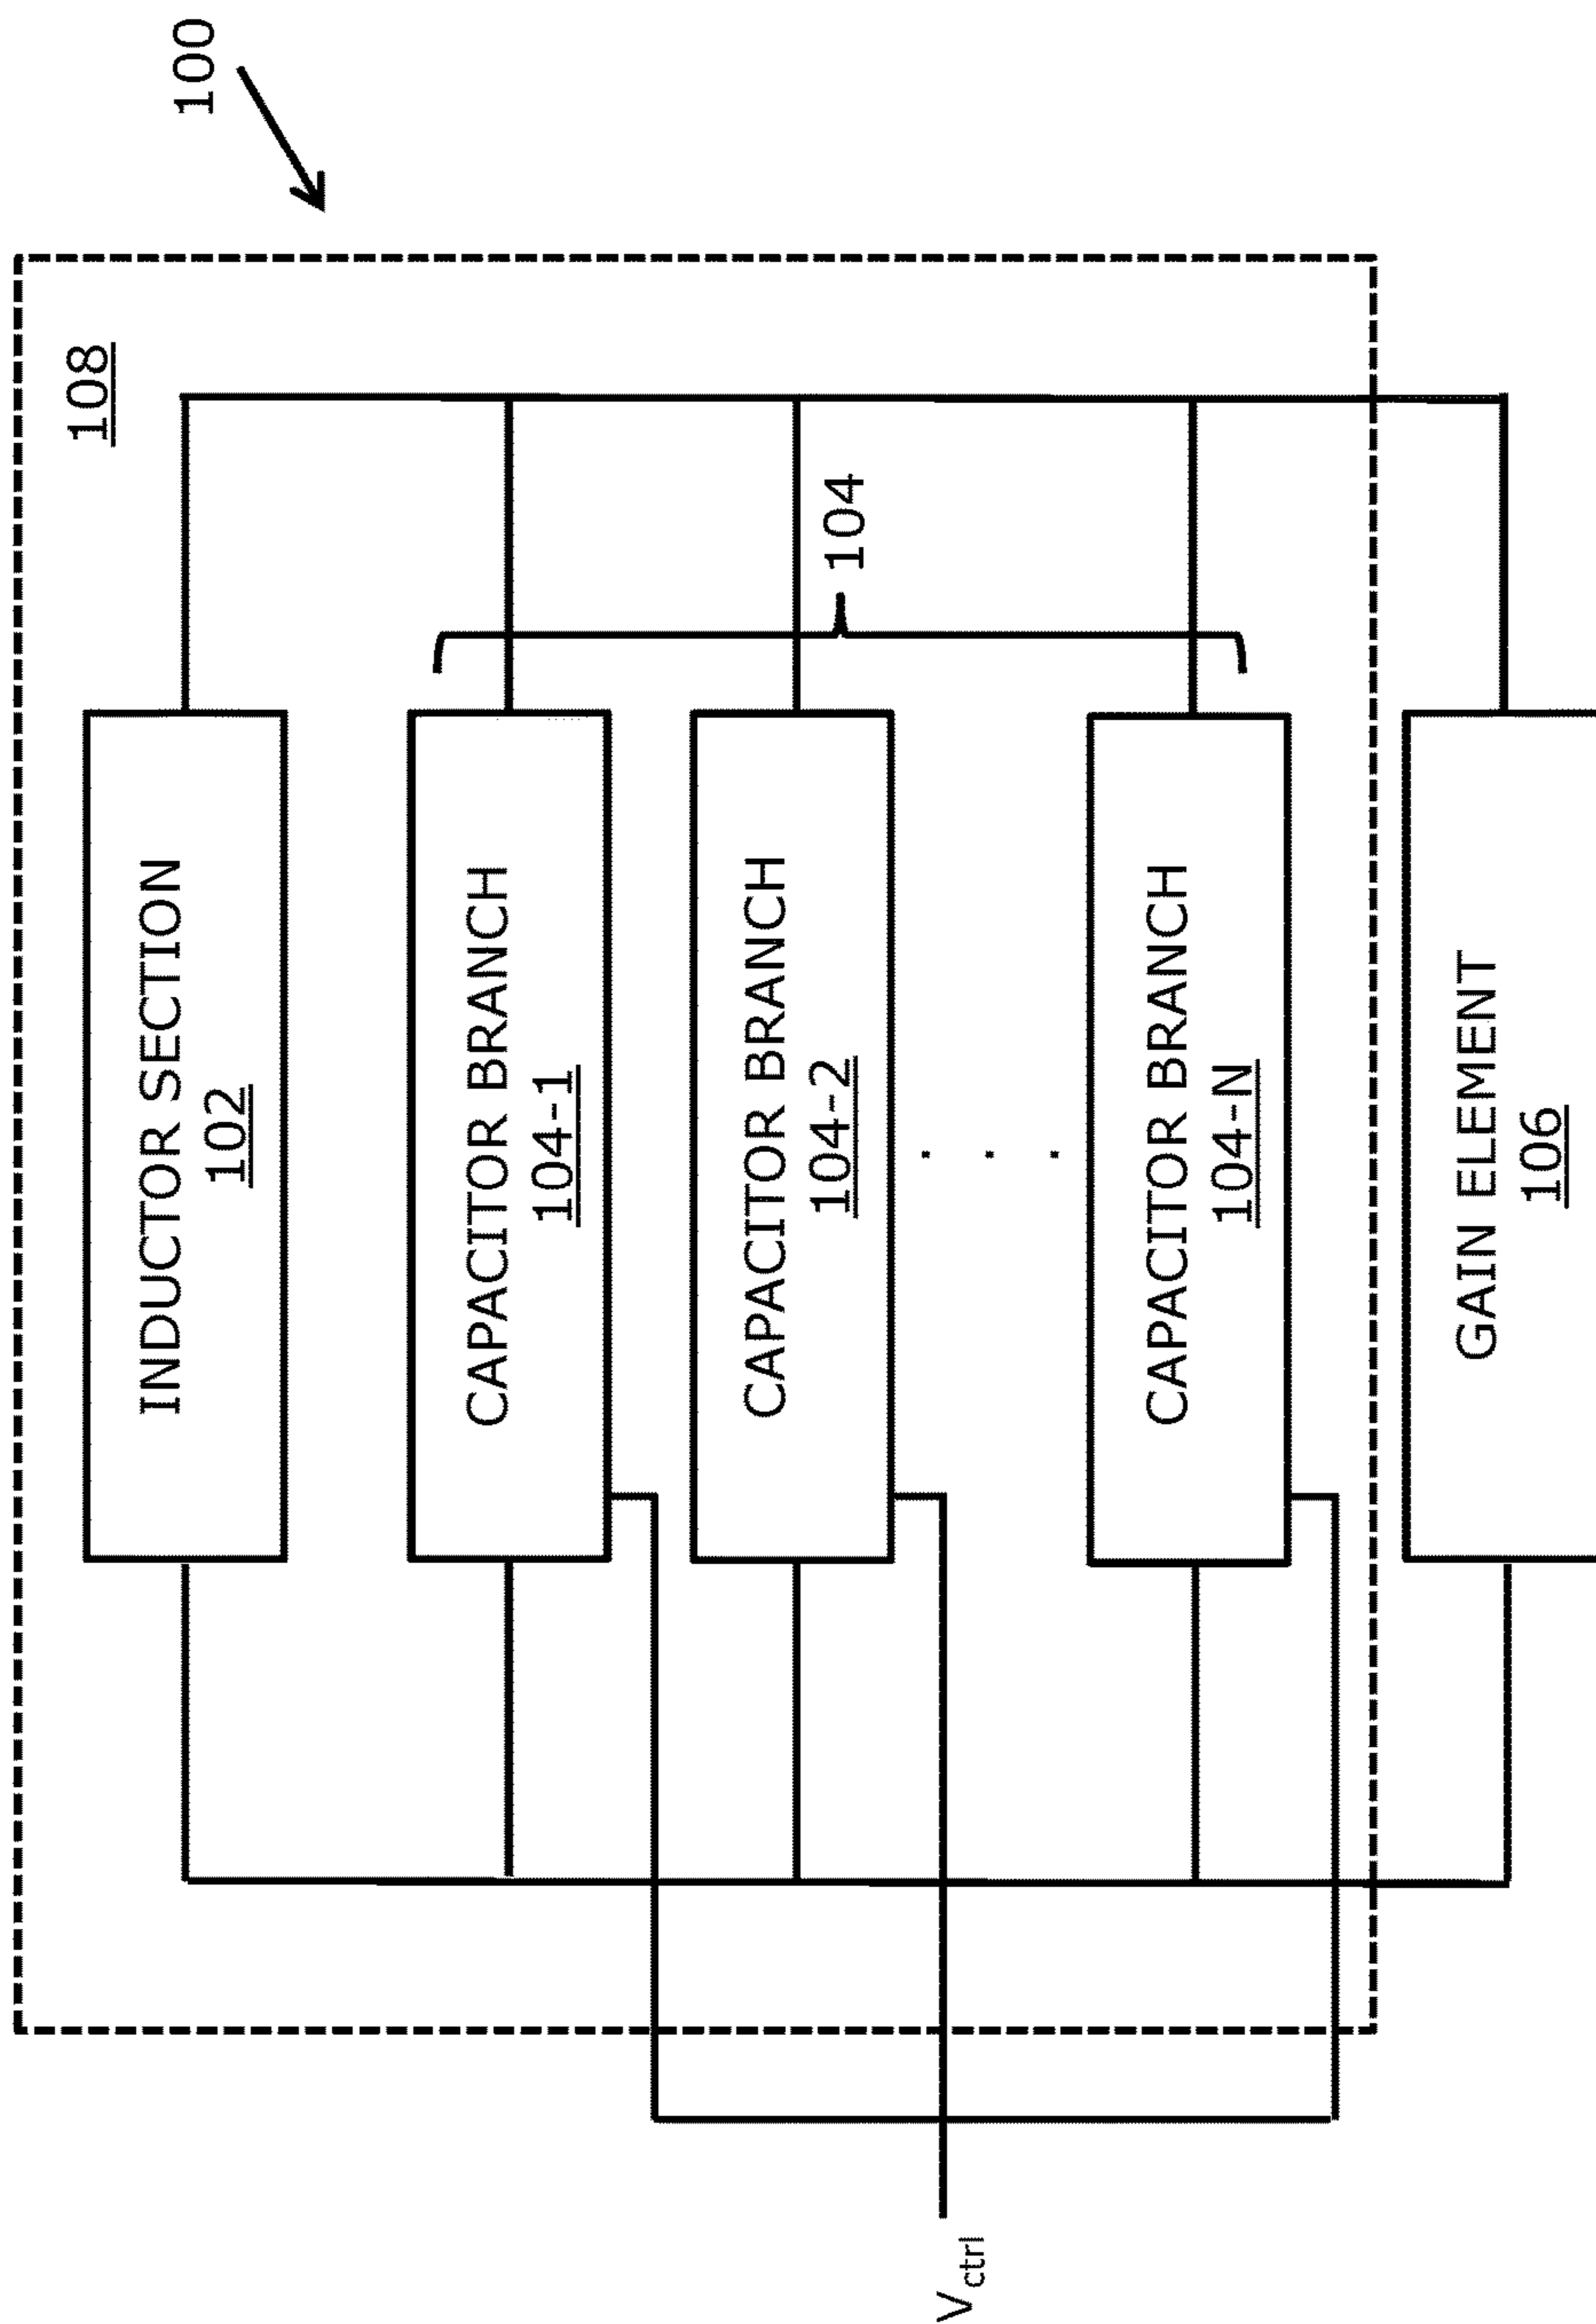 100
108
INDUCTOR SECTION
102
CAPACITOR BRANCH
104-1
104
CAPACITOR BRANCH
104-2
. . .
CAPACITOR BRANCH
104-N
Vctrl
GAIN ELEMENT
106